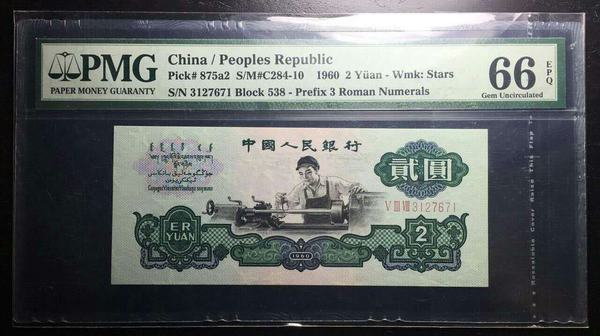 PMG
PAPER MONEY GUARANTY
China / Peoples Republic
Pick# 875a2 S/M#C284-10 1960 2 Yüan - Wmk: Stars
S/N 3127671 Block 538 - Prefix 3 Roman Numerals
66 EPQ
Gem Uncirculated
中國人民銀行
貳圓
V III VIII 3127671
ER
YUAN
1960
2